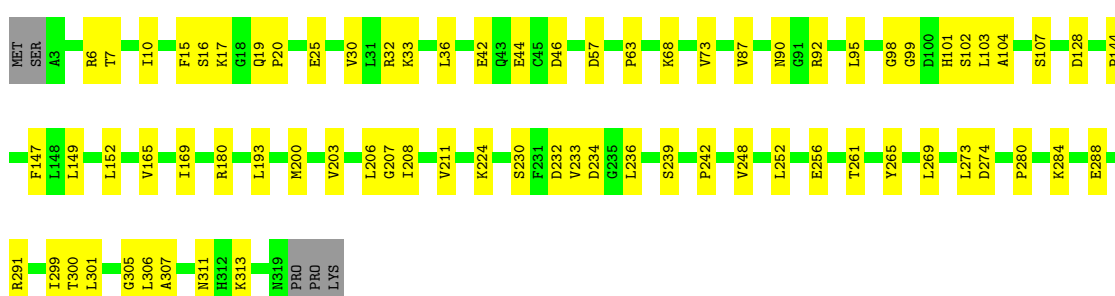 MET SER A3 R6 T7 I10 F15 S16 K17 G18 Q19 P20 E25 V30 L31 R32 K33 L36 E42 Q43 E44 C45 D46 D57 P63 K68 V73 V87 N90 G91 R92 L95 G98 G99 D100 H101 S102 L103 A104 S107 D128
F147 L148 L149 L152 V165 I169 R180 L193 M200 V203 L206 G207 I208 V211 K224 S230 F231 D232 V233 D234 G235 L236 S239 P242 V248 L252 E256 T261 Y265 L269 L273 D274 P280 K284 E288
R291 I299 T300 L301 G305 L306 A307 N311 H312 K313 N319 PRO PRO LYS